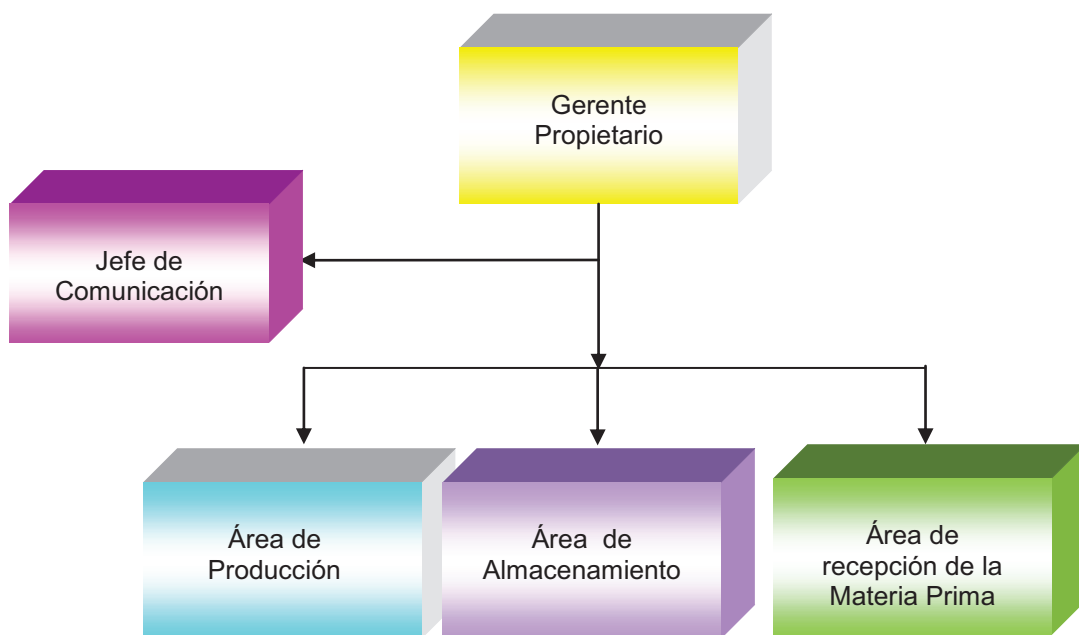 Gerente
Propietario
Jefe de
Comunicación
Área de
Producción
Área de
Almacenamiento
Área de
recepción de la
Materia Prima